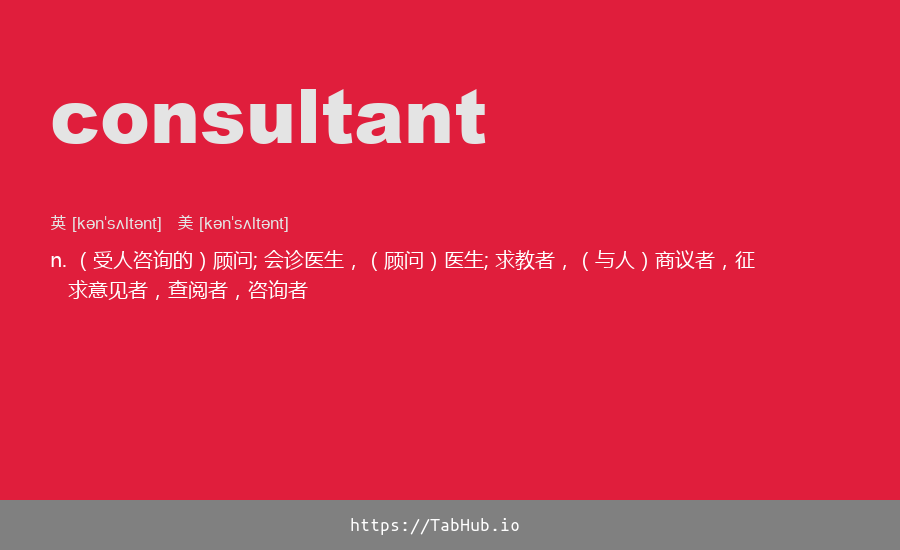 consultant
英 [kən'sʌltənt]   美 [kən'sʌltənt]
n. （受人咨询的）顾问; 会诊医生，（顾问）医生; 求教者，（与人）商议者，征
求意见者，查阅者，咨询者
https://TabHub.io